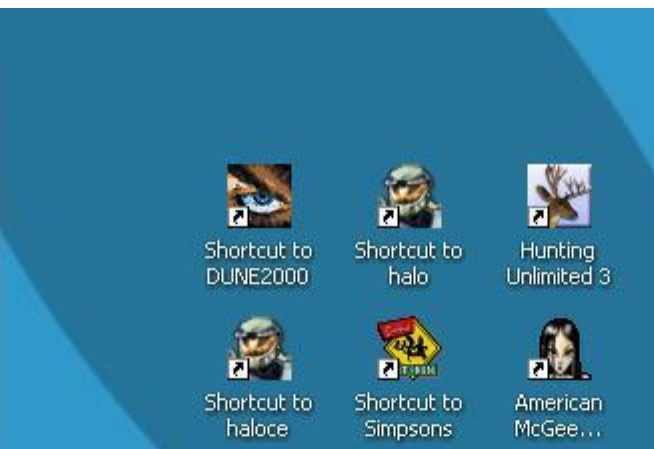 Shortcut to
DUNE2000
Shortcut to
halo
Hunting
Unlimited 3
Shortcut to
haloce
Shortcut to
Simpsons
American
McGee...